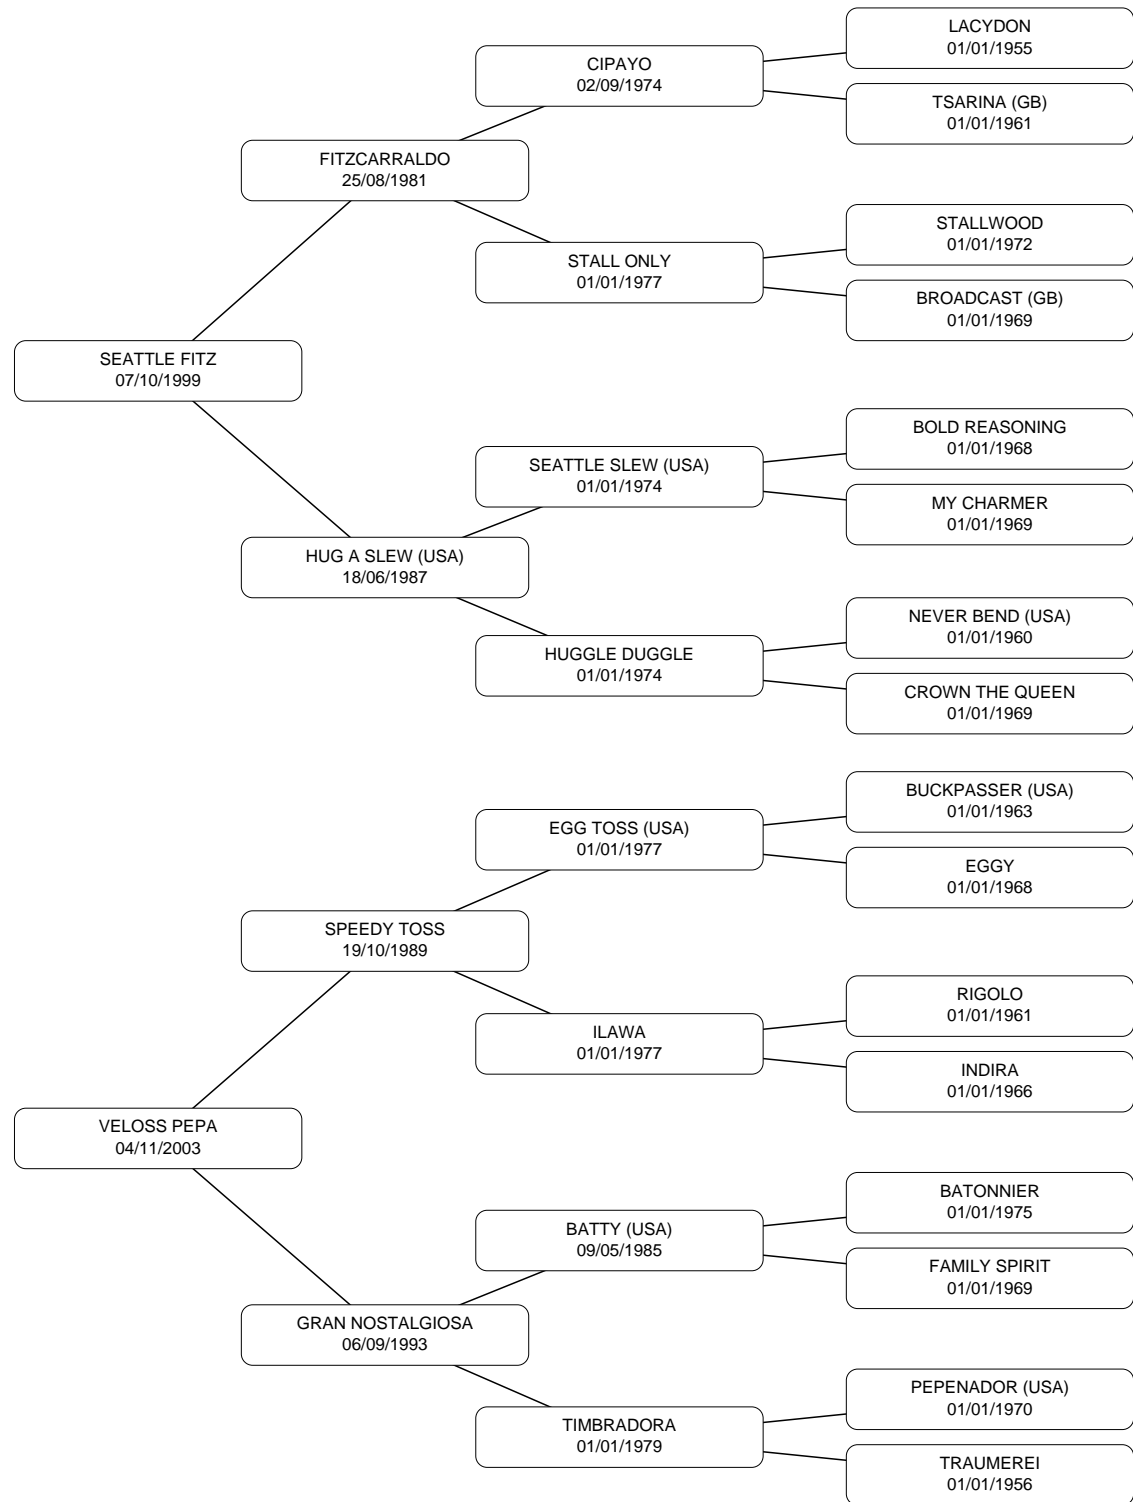 LACYDON
01/01/1955
CIPAYO
02/09/1974
TSARINA (GB)
01/01/1961
FITZCARRALDO
25/08/1981
STALLWOOD
01/01/1972
STALL ONLY
01/01/1977
BROADCAST (GB)
01/01/1969
SEATTLE FITZ
07/10/1999
BOLD REASONING
01/01/1968
SEATTLE SLEW (USA)
01/01/1974
MY CHARMER
01/01/1969
HUG A SLEW (USA)
18/06/1987
NEVER BEND (USA)
01/01/1960
HUGGLE DUGGLE
01/01/1974
CROWN THE QUEEN
01/01/1969
BUCKPASSER (USA)
01/01/1963
EGG TOSS (USA)
01/01/1977
EGGY
01/01/1968
SPEEDY TOSS
19/10/1989
RIGOLO
01/01/1961
ILAWA
01/01/1977
INDIRA
01/01/1966
VELOSS PEPA
04/11/2003
BATONNIER
01/01/1975
BATTY (USA)
09/05/1985
FAMILY SPIRIT
01/01/1969
GRAN NOSTALGIOSA
06/09/1993
PEPENADOR (USA)
01/01/1970
TIMBRADORA
01/01/1979
TRAUMEREI
01/01/1956